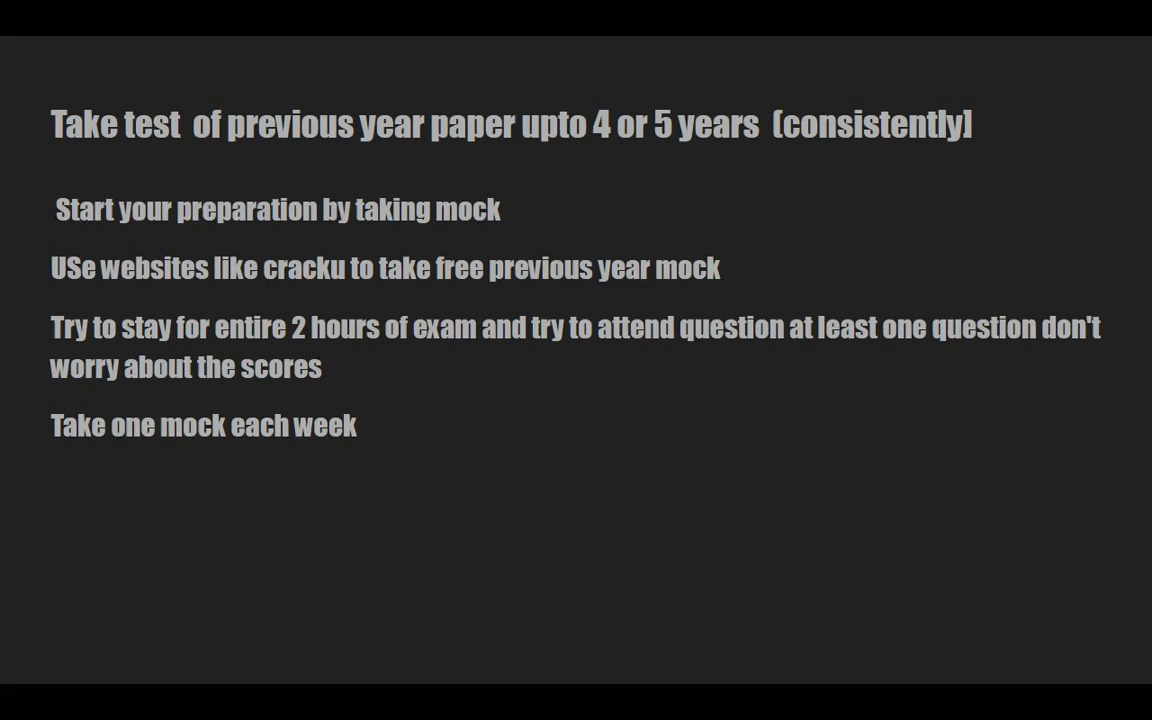 Take test  of previous year paper upto 4 or 5 years  (consistently]
Start your preparation by taking mock
USe websites like cracku to take free previous year mock
Try to stay for entire 2 hours of exam and try to attend question at least one question don't
worry about the scores
Take one mock each week